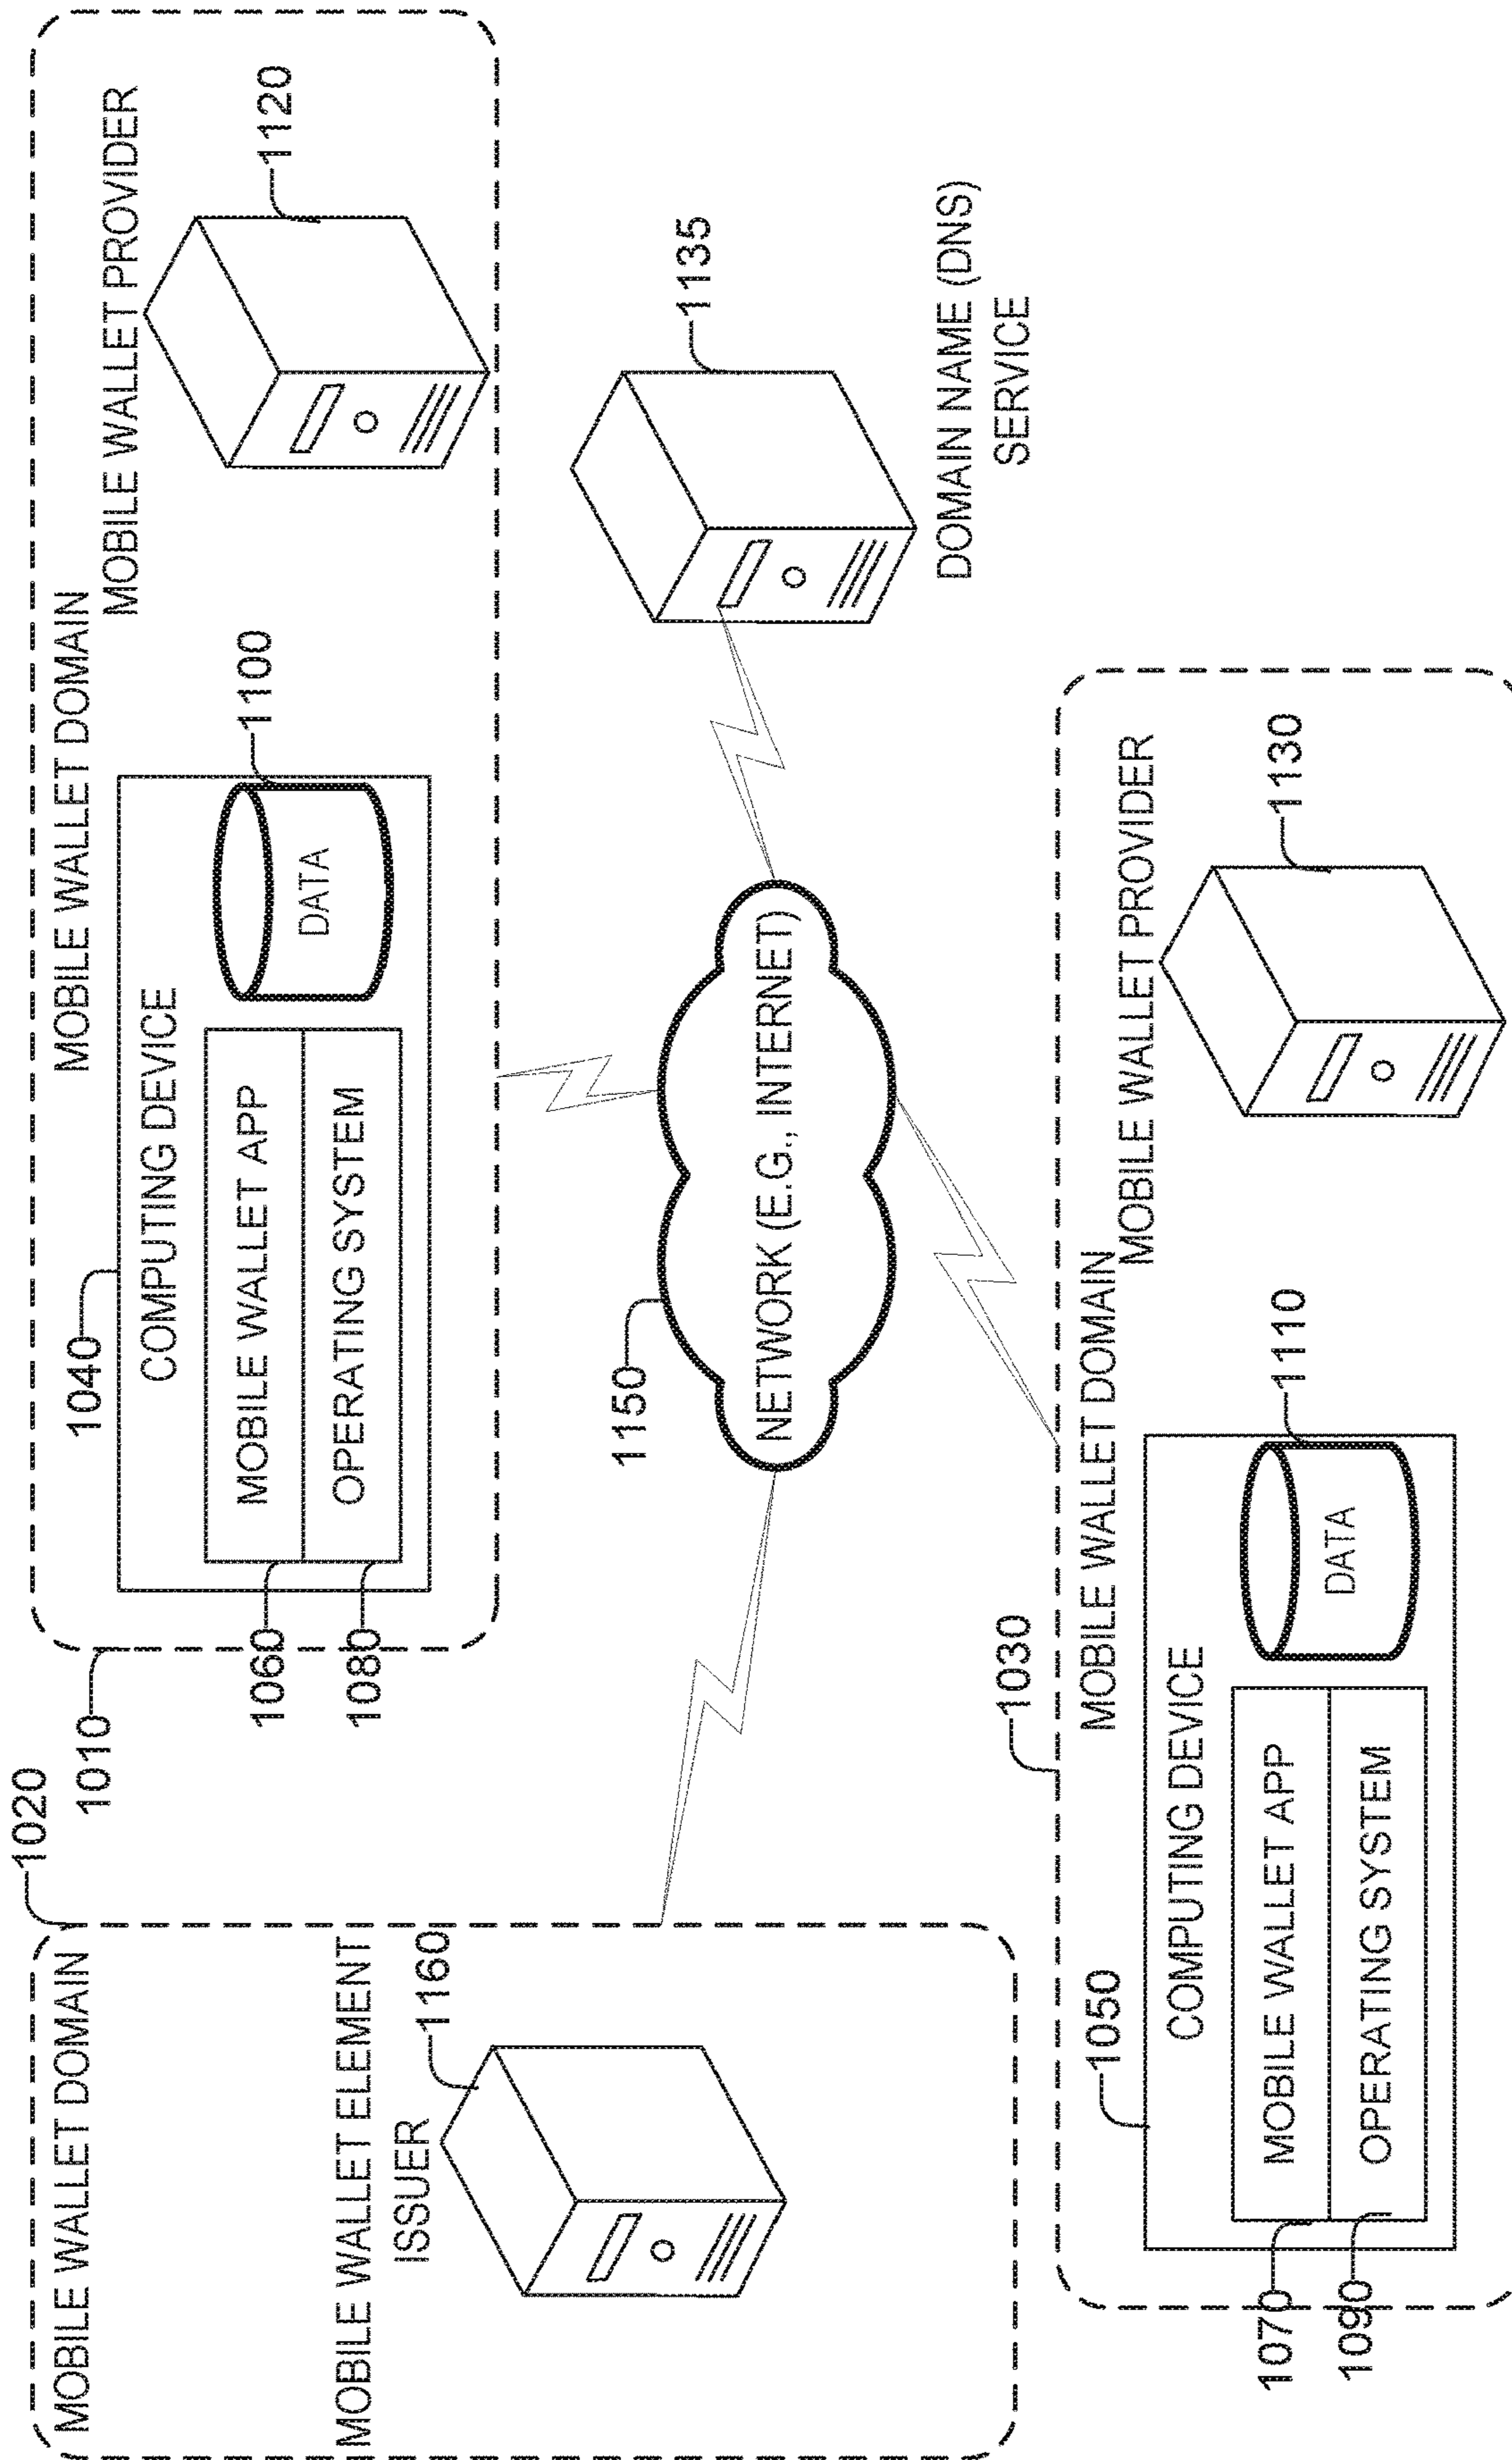 1020
MOBILE WALLET DOMAIN
MOBILE WALLET ELEMENT
ISSUER
1160
1010
MOBILE WALLET DOMAIN
1040
COMPUTING DEVICE
MOBILE WALLET APP
OPERATING SYSTEM
1060
1080
DATA
1100
MOBILE WALLET PROVIDER
1120
1150
NETWORK (E.G., INTERNET)
1135
DOMAIN NAME (DNS)
SERVICE
1030
MOBILE WALLET DOMAIN
1050
COMPUTING DEVICE
MOBILE WALLET APP
OPERATING SYSTEM
1070
1090
DATA
1110
MOBILE WALLET PROVIDER
1130